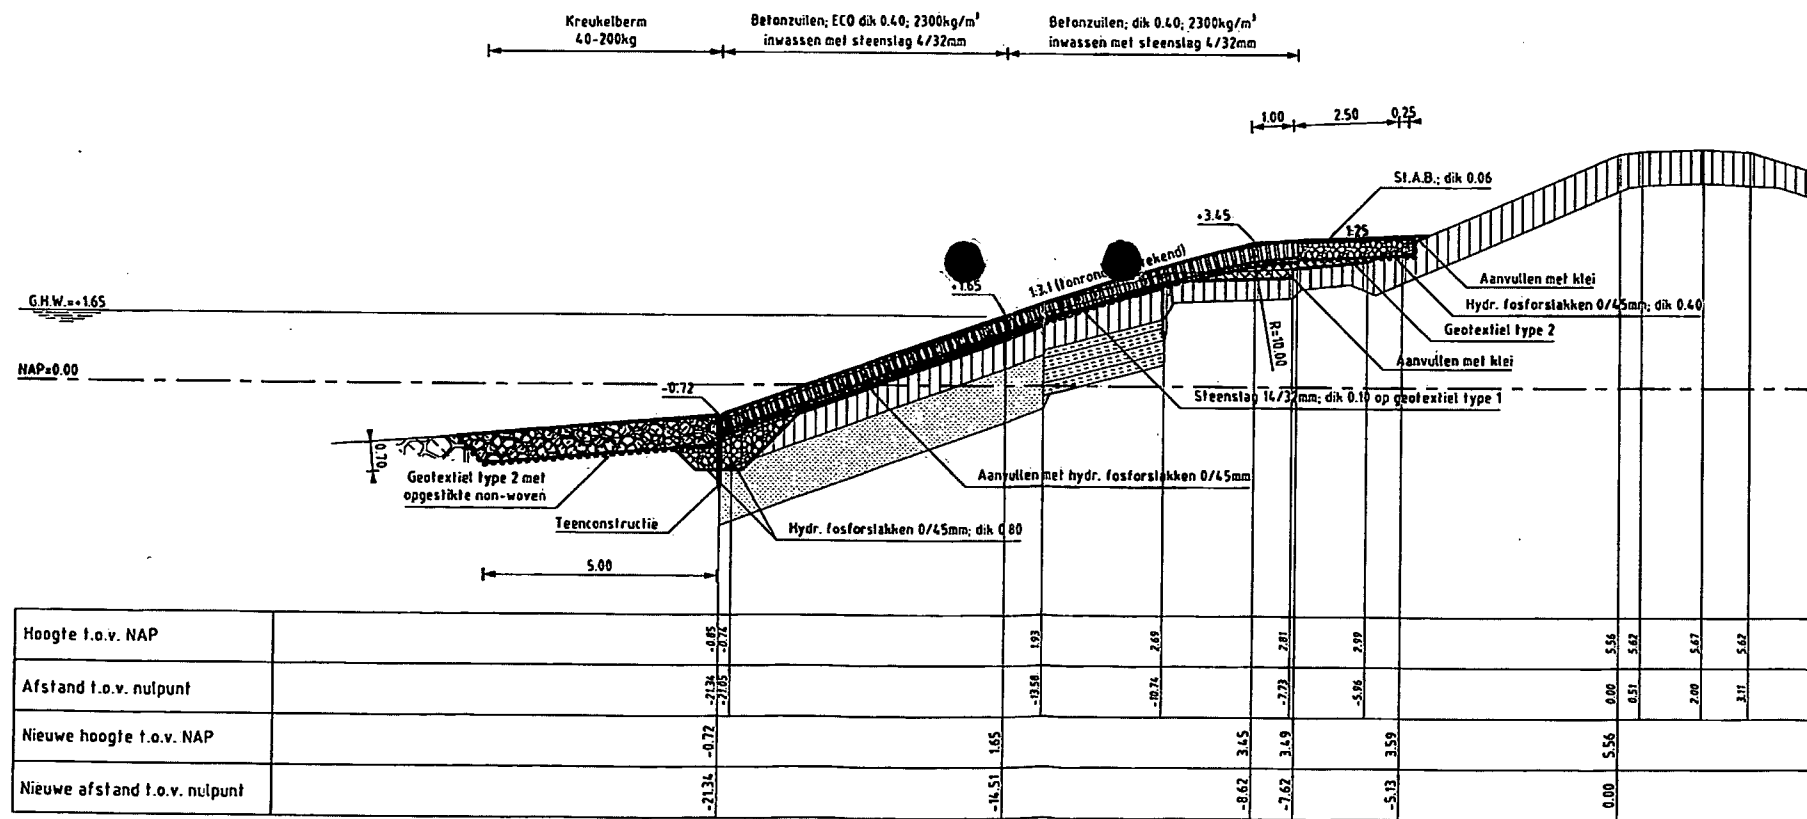 Kreukelberm
40-200kg
Betonzuilen; ECO dik 0.40; 2300kg/m³
inwassen met steenslag 4/32mm
Betonzuilen; dik 0.40; 2300kg/m³
inwassen met steenslag 4/32mm
1.00
2.50
0.25
St.A.B.; dik 0.06
+3.45
1:25
1:3.1
+1.65
G.H.W.=+1.65
Aanvullen met klei
Hydr. fosforslakken 0/45mm; dik 0.40
Geotextiel type 2
R=10.00
Aanvullen met klei
NAP=0.00
-0.72
Steenslag 14/32mm; dik 0.10 op geotextiel type 1
0.70
Geotextiel type 2 met
opgestikte non-woven
Aanvullen met hydr. fosforslakken 0/45mm
Teenconstructie
Hydr. fosforslakken 0/45mm; dik 0.80
5.00
Hoogte t.o.v. NAP -0.85 -0.74 1.93 2.69 2.81 2.99 5.56 5.62 5.67 5.62
Afstand t.o.v. nulpunt -21.34 -21.05 -13.58 -10.74 -7.73 -5.96 0.00 0.51 2.00 3.11
Nieuwe hoogte t.o.v. NAP -0.72 1.65 3.45 3.49 3.59 5.56
Nieuwe afstand t.o.v. nulpunt -21.34 -14.51 -8.62 -7.62 -5.13 0.00